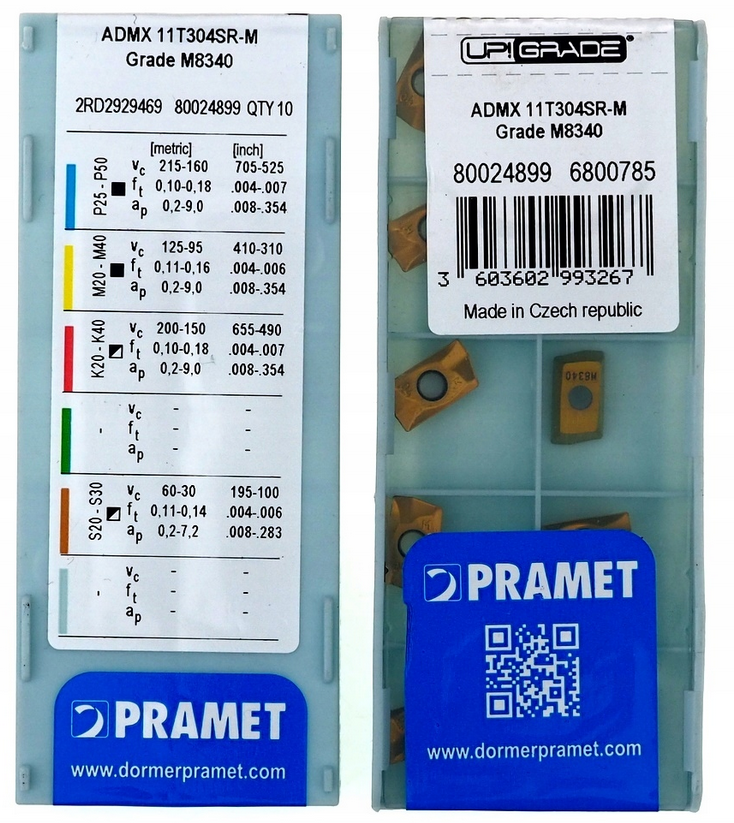 ADMX 11T304SR-M
Grade M8340
2RD2929469 80024899 QTY 10
[metric] [inch]
P25 - P50
vc 215-160 705-525
ft 0,10-0,18 .004-.007
ap 0,2-9,0 .008-.354
M20 - M40
vc 125-95 410-310
ft 0,11-0,16 .004-.006
ap 0,2-9,0 .008-.354
K20 - K40
vc 200-150 655-490
ft 0,10-0,18 .004-.007
ap 0,2-9,0 .008-.354
vc - -
ft - -
ap - -
S20 - S30
vc 60-30 195-100
ft 0,11-0,14 .004-.006
ap 0,2-7,2 .008-.283
vc - -
ft - -
ap - -
PRAMET
www.dormerpramet.com
UP!GRADE®
ADMX 11T304SR-M
Grade M8340
80024899 6800785
3 603602 993267
Made in Czech republic
M8340
PRAMET
www.dormerpramet.com